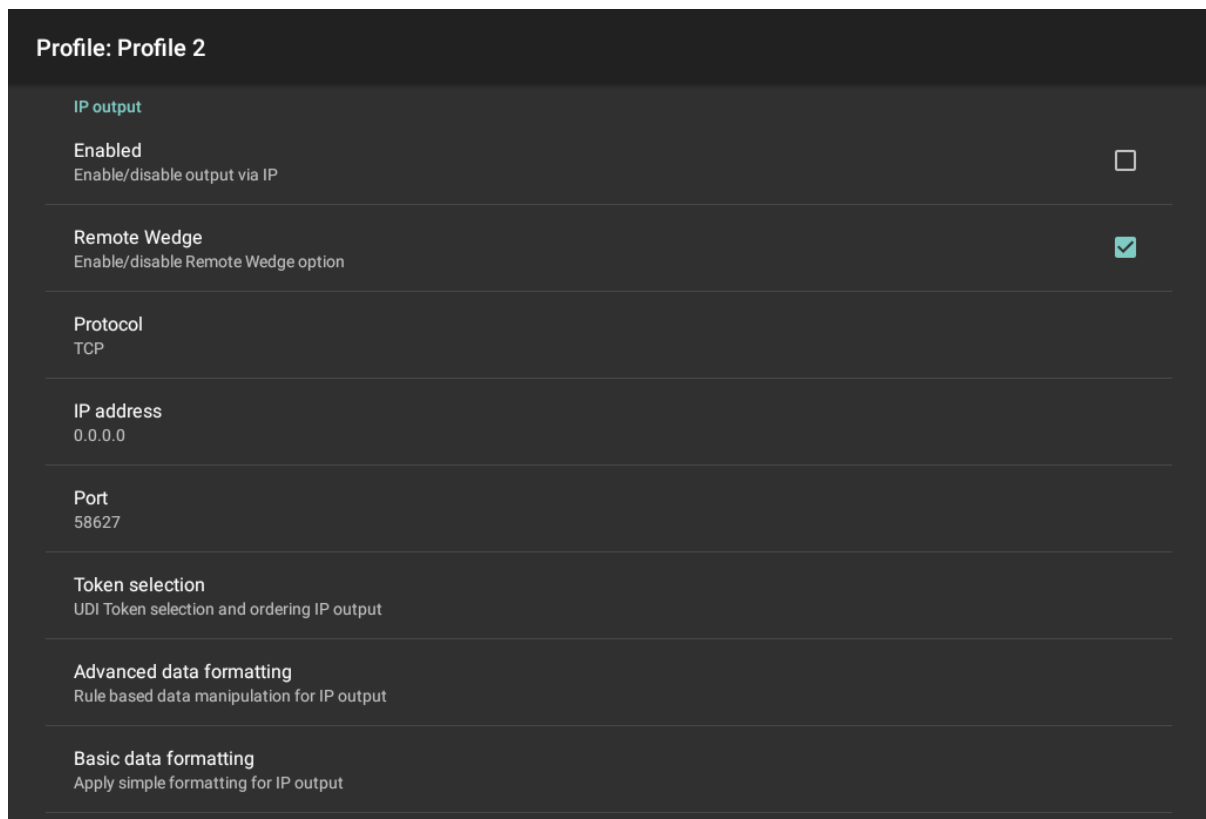 Profile: Profile 2
IP output
Enabled
Enable/disable output via IP
Remote Wedge
Enable/disable Remote Wedge option
Protocol
TCP
IP address
0.0.0.0
Port
58627
Token selection
UDI Token selection and ordering IP output
Advanced data formatting
Rule based data manipulation for IP output
Basic data formatting
Apply simple formatting for IP output